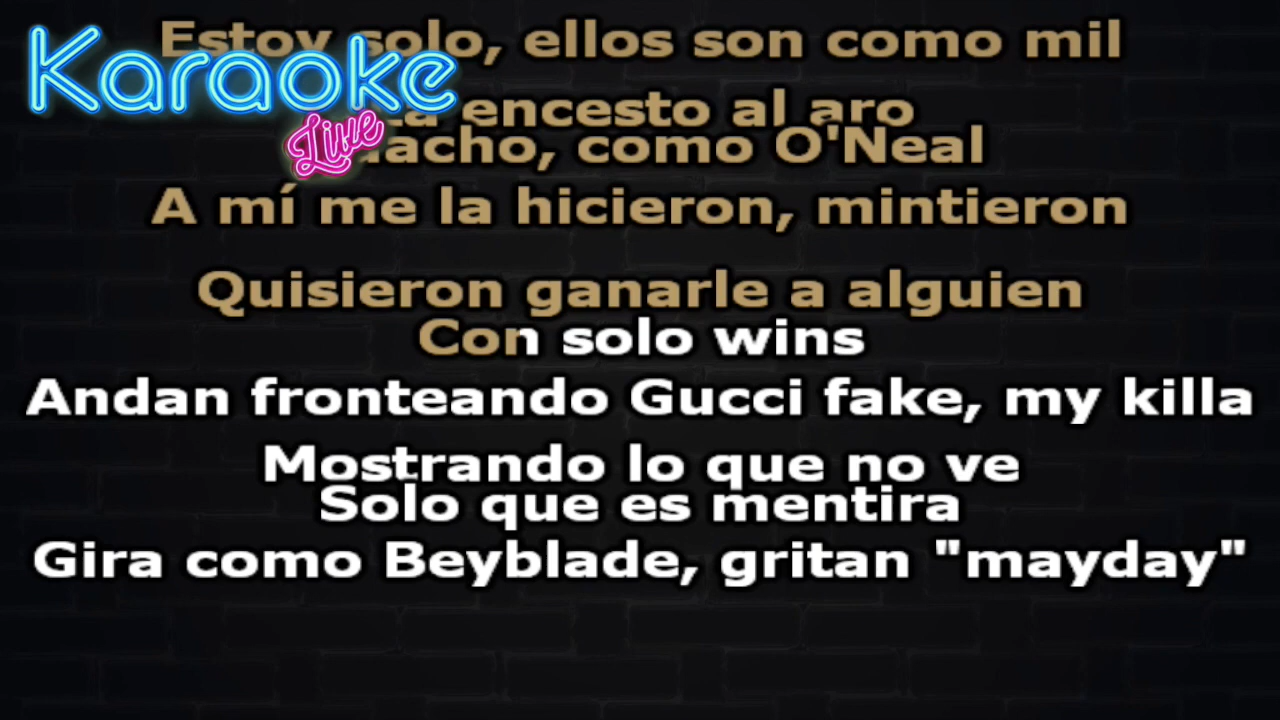 Karaoke
Live
Estoy solo, ellos son como mil
encesto al aro
como O'Neal
A mí me la hicieron, mintieron
Quisieron ganarle a alguien
Con solo wins
Andan fronteando Gucci fake, my killa
Mostrando lo que no ve
Solo que es mentira
Gira como Beyblade, gritan "mayday"